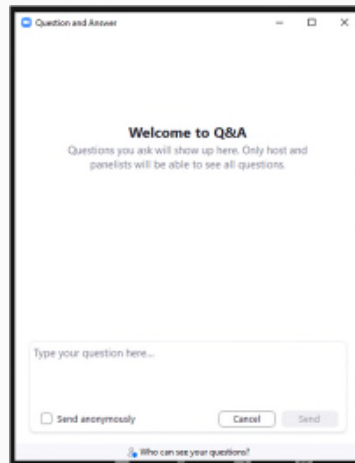 Question and Answer
Welcome to Q&A
Questions you ask will show up here. Only host and
panelists will be able to see all questions.
Type your question here...
Send anonymously
Cancel
Send
Who can see your questions?